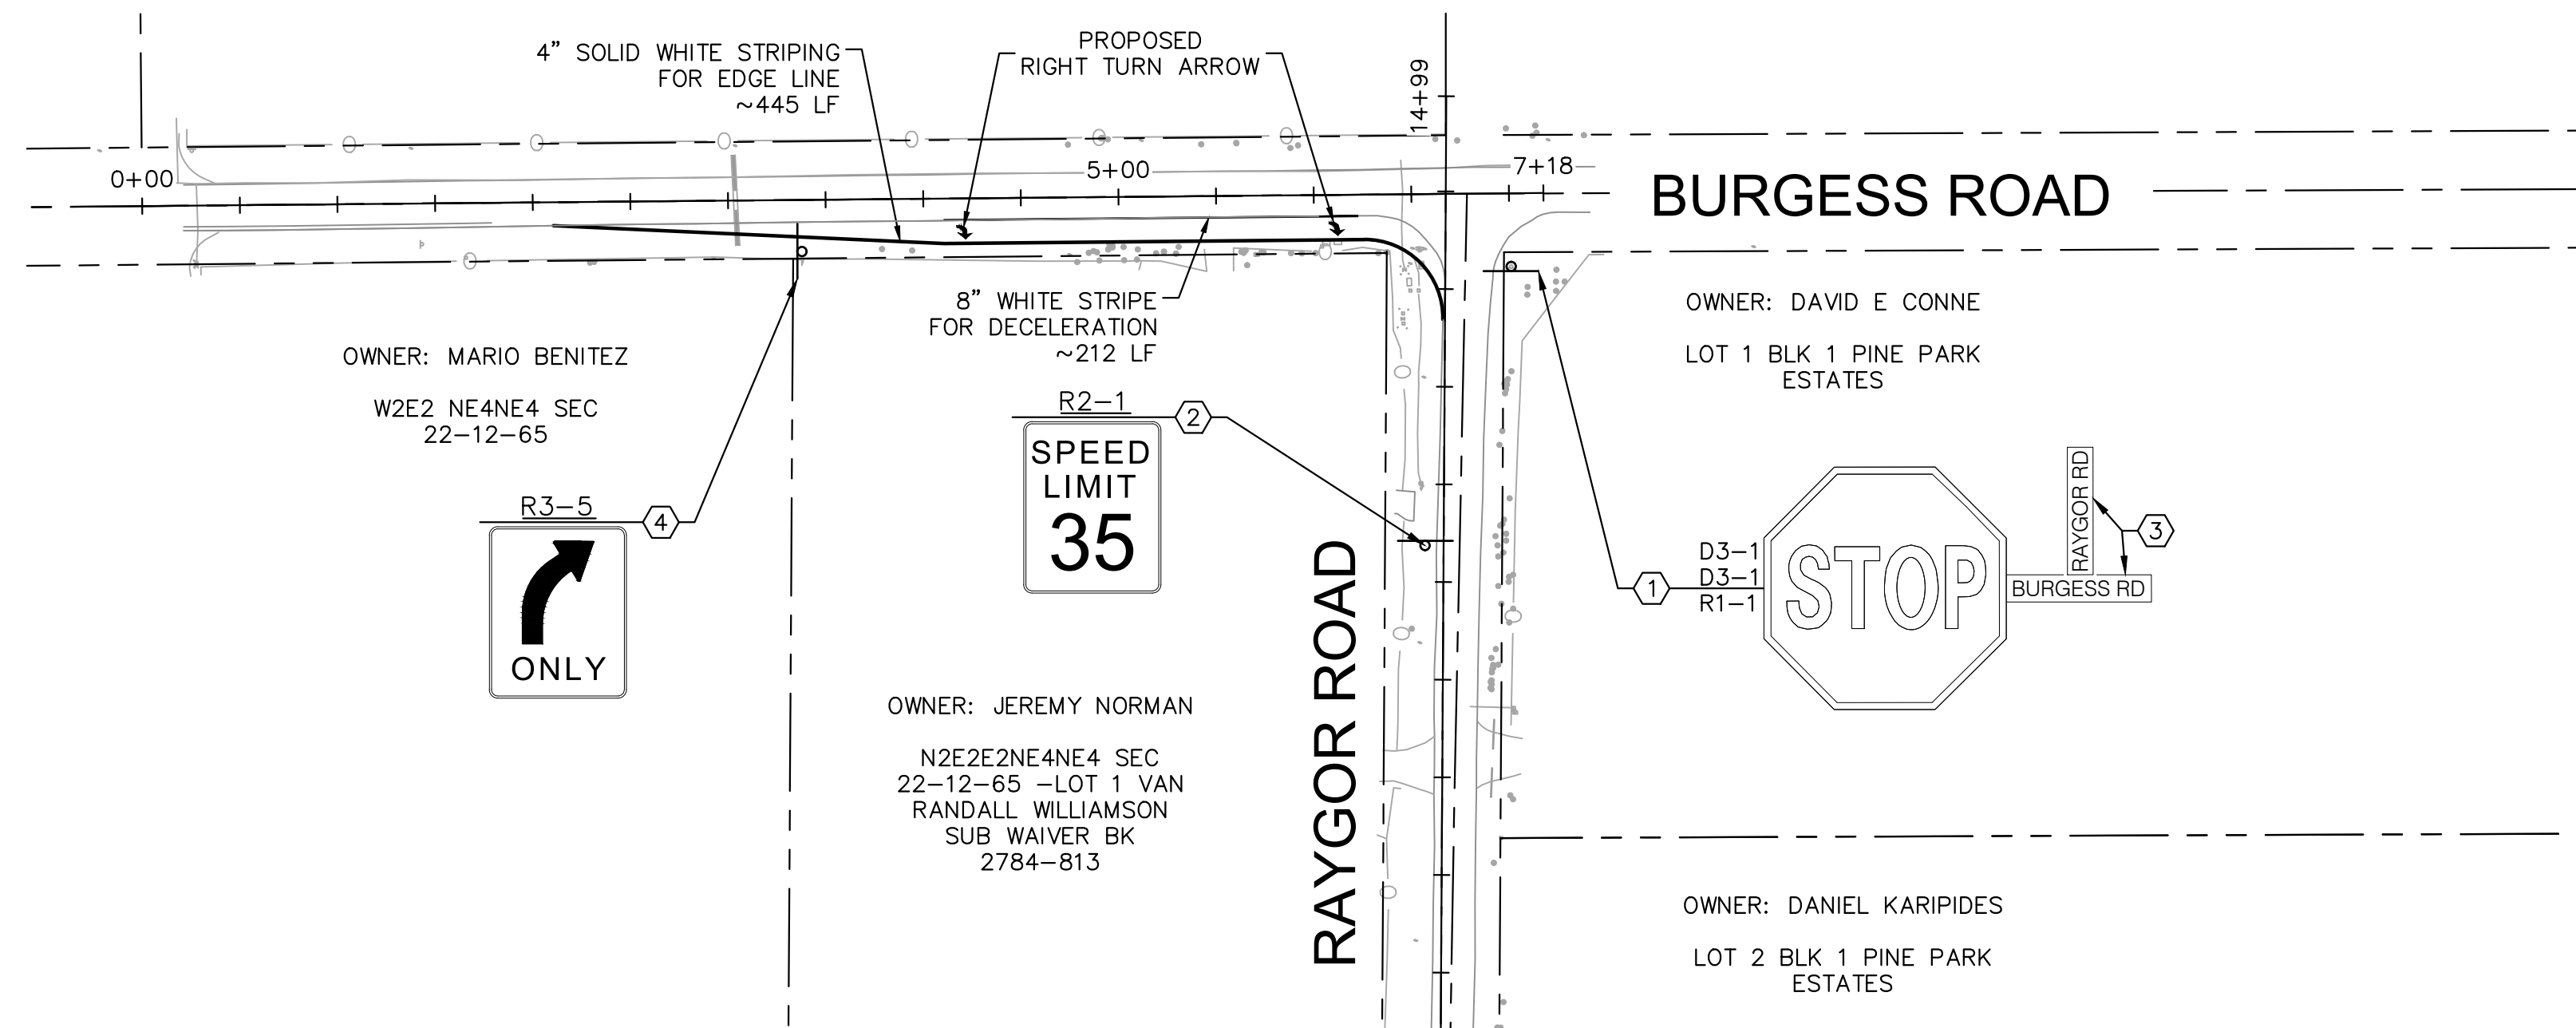 4” SOLID WHITE STRIPING
FOR EDGE LINE
~445 LF
PROPOSED
RIGHT TURN ARROW
14+99
0+00
5+00
7+18
BURGESS ROAD
8” WHITE STRIPE
FOR DECELERATION
~212 LF
OWNER: MARIO BENITEZ
W2E2 NE4NE4 SEC
22-12-65
R3-5
4
ONLY
R2-1
2
SPEED
LIMIT
35
OWNER: JEREMY NORMAN
N2E2E2NE4NE4 SEC
22-12-65 -LOT 1 VAN
RANDALL WILLIAMSON
SUB WAIVER BK
2784-813
RAYGOR ROAD
OWNER: DAVID E CONNE
LOT 1 BLK 1 PINE PARK
ESTATES
1
D3-1
D3-1
R1-1
STOP
RAYGOR RD
BURGESS RD
3
OWNER: DANIEL KARIPIDES
LOT 2 BLK 1 PINE PARK
ESTATES